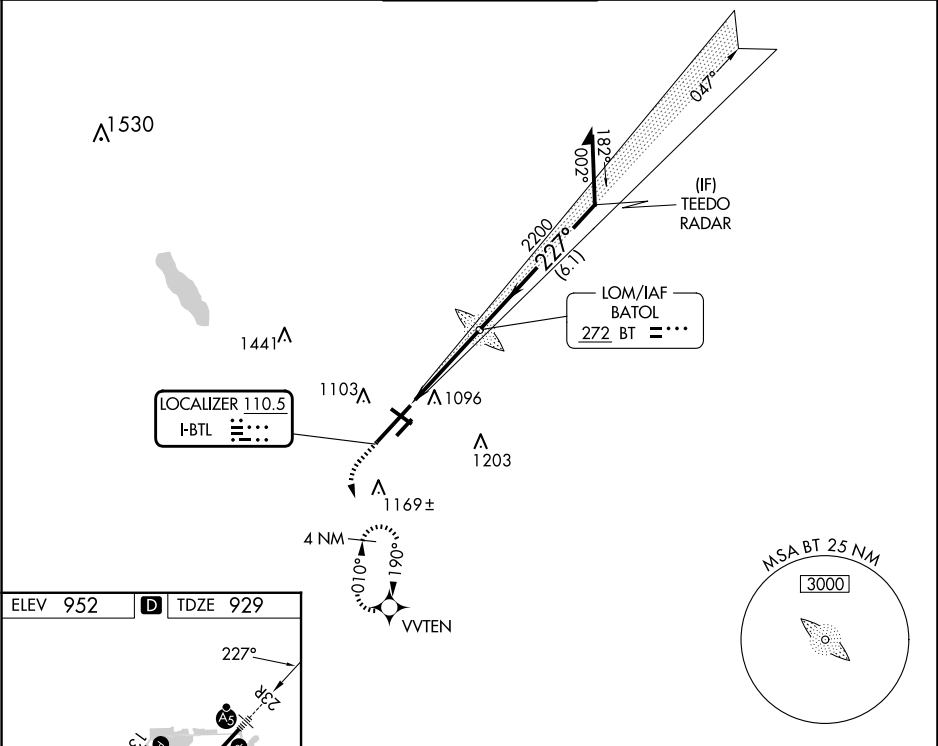 1530
047°
182°
002°
(IF)
TEEDO
RADAR
2200
227°
(6.1)
LOM/IAF
BATOL
272 BT
1441
1103
1096
LOCALIZER 110.5
I-BTL
1203
1169±
4 NM
010°
190°
VVTEN
MSA BT 25 NM
3000
ELEV 952
D
TDZE 929
227°
23R
A5